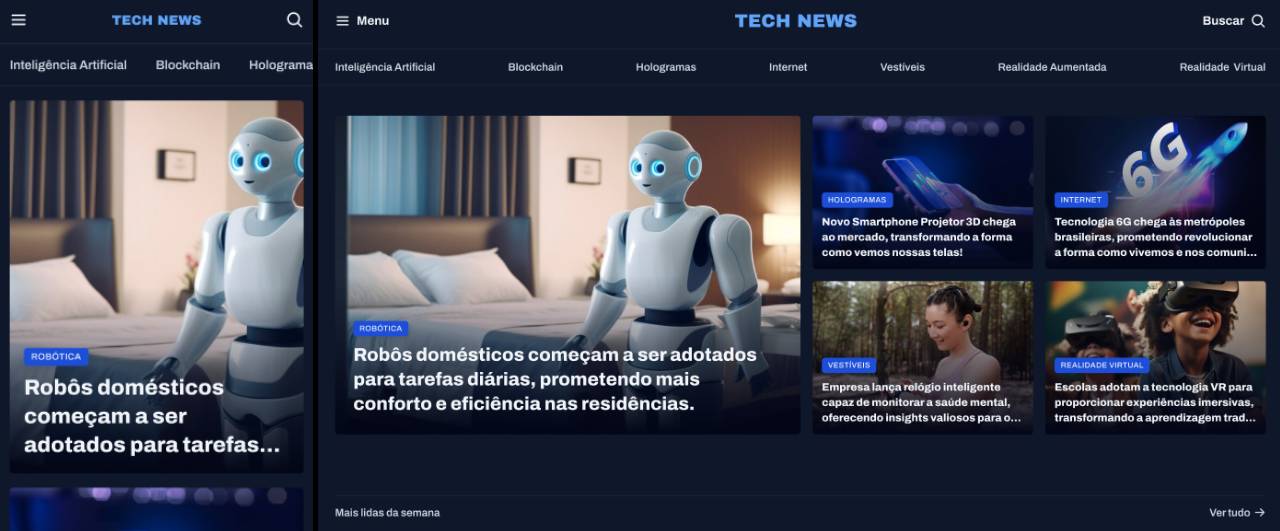 TECH NEWS
Inteligência Artificial
Blockchain
Holograma
ROBÓTICA
Robôs domésticos
começam a ser
adotados para tarefas...
Menu
TECH NEWS
Buscar
Inteligência Artificial
Blockchain
Hologramas
Internet
Vestíveis
Realidade Aumentada
Realidade Virtual
ROBÓTICA
Robôs domésticos começam a ser adotados
para tarefas diárias, prometendo mais
conforto e eficiência nas residências.
HOLOGRAMAS
Novo Smartphone Projetor 3D chega
ao mercado, transformando a forma
como vemos nossas telas!
6G
INTERNET
Tecnologia 6G chega às metrópoles
brasileiras, prometendo revolucionar
a forma como vivemos e nos comuni...
VESTÍVEIS
Empresa lança relógio inteligente
capaz de monitorar a saúde mental,
oferecendo insights valiosos para o...
REALIDADE VIRTUAL
Escolas adotam a tecnologia VR para
proporcionar experiências imersivas,
transformando a aprendizagem trad...
Mais lidas da semana
Ver tudo →